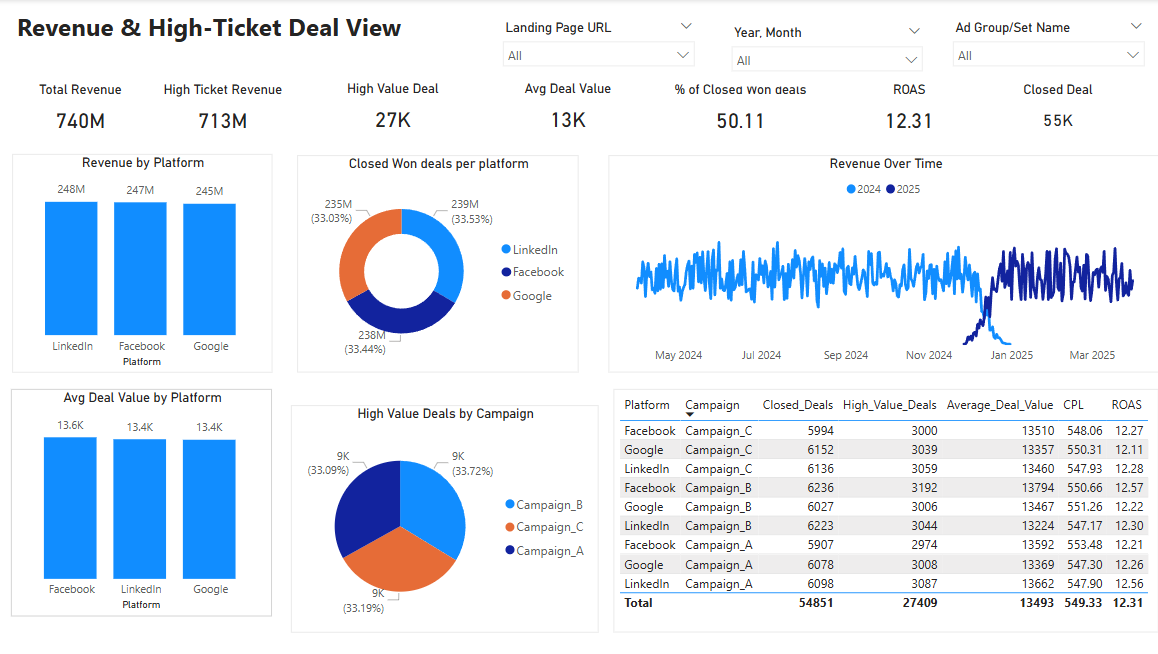 Revenue & High-Ticket Deal View
Landing Page URL
All
Year, Month
All
Ad Group/Set Name
All
Total Revenue
740M
High Ticket Revenue
713M
High Value Deal
27K
Avg Deal Value
13K
% of Closed Won deals
50.11
ROAS
12.31
Closed Deal
55K
Revenue by Platform
248M 247M 245M
LinkedIn Facebook Google
Platform
Closed Won deals per platform
235M
(33.03%)
239M
(33.53%)
238M
(33.44%)
LinkedIn
Facebook
Google
Revenue Over Time
2024 2025
May 2024 Jul 2024 Sep 2024 Nov 2024 Jan 2025 Mar 2025
Avg Deal Value by Platform
13.6K 13.4K 13.4K
Facebook LinkedIn Google
Platform
High Value Deals by Campaign
9K
(33.09%)
9K
(33.72%)
9K
(33.19%)
Campaign_B
Campaign_C
Campaign_A
Platform Campaign Closed_Deals High_Value_Deals Average_Deal_Value CPL ROAS
Facebook Campaign_C 5994 3000 13510 548.06 12.27
Google Campaign_C 6152 3039 13357 550.31 12.11
LinkedIn Campaign_C 6136 3059 13460 547.93 12.28
Facebook Campaign_B 6236 3192 13794 550.66 12.57
Google Campaign_B 6027 3006 13467 551.26 12.22
LinkedIn Campaign_B 6223 3044 13224 547.17 12.30
Facebook Campaign_A 5907 2974 13592 553.48 12.21
Google Campaign_A 6078 3008 13369 547.30 12.26
LinkedIn Campaign_A 6098 3087 13662 547.90 12.56
Total 54851 27409 13493 549.33 12.31